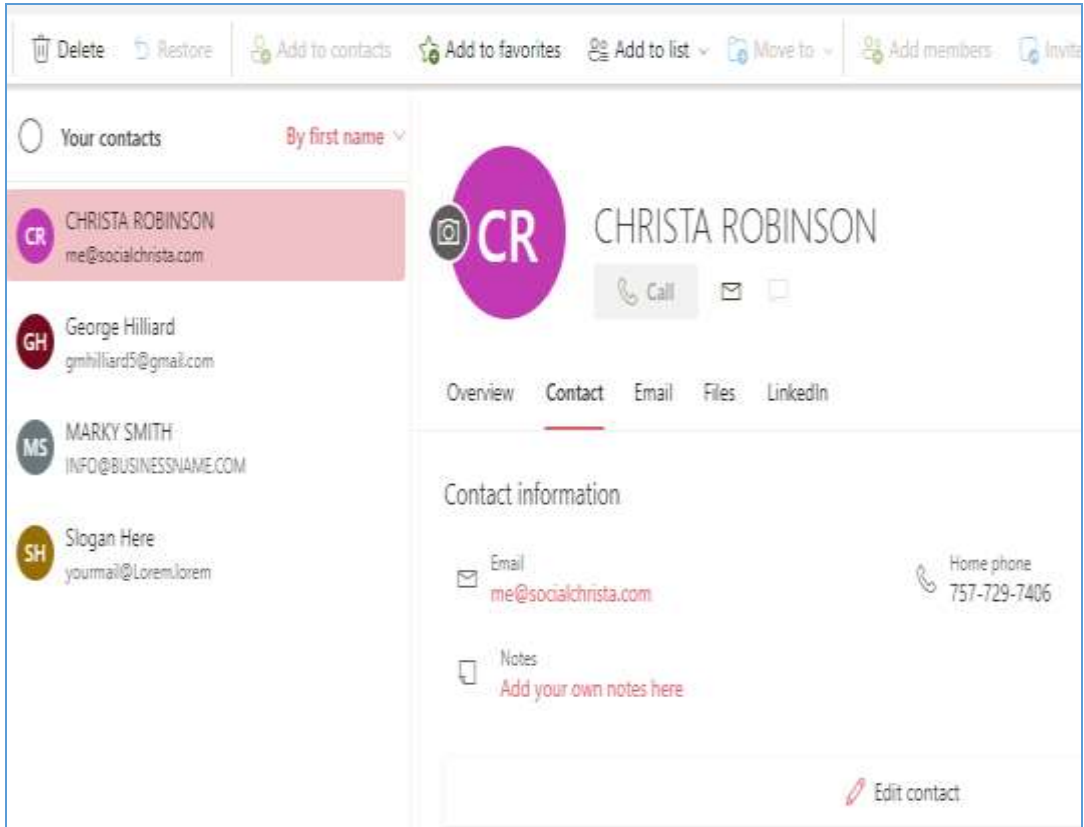 Delete Restore Add to contacts Add to favorites Add to list Move to Add members Invite
Your contacts By first name
CR CHRISTA ROBINSON
me@socialchrista.com
GH George Hilliard
gmhilliard5@gmail.com
MS MARKY SMITH
INFO@BUSINESSNAME.COM
SH Slogan Here
yourmail@Lorem.lorem
CR CHRISTA ROBINSON
Call
Overview Contact Email Files LinkedIn
Contact information
Email
me@socialchrista.com
Home phone
757-729-7406
Notes
Add your own notes here
Edit contact